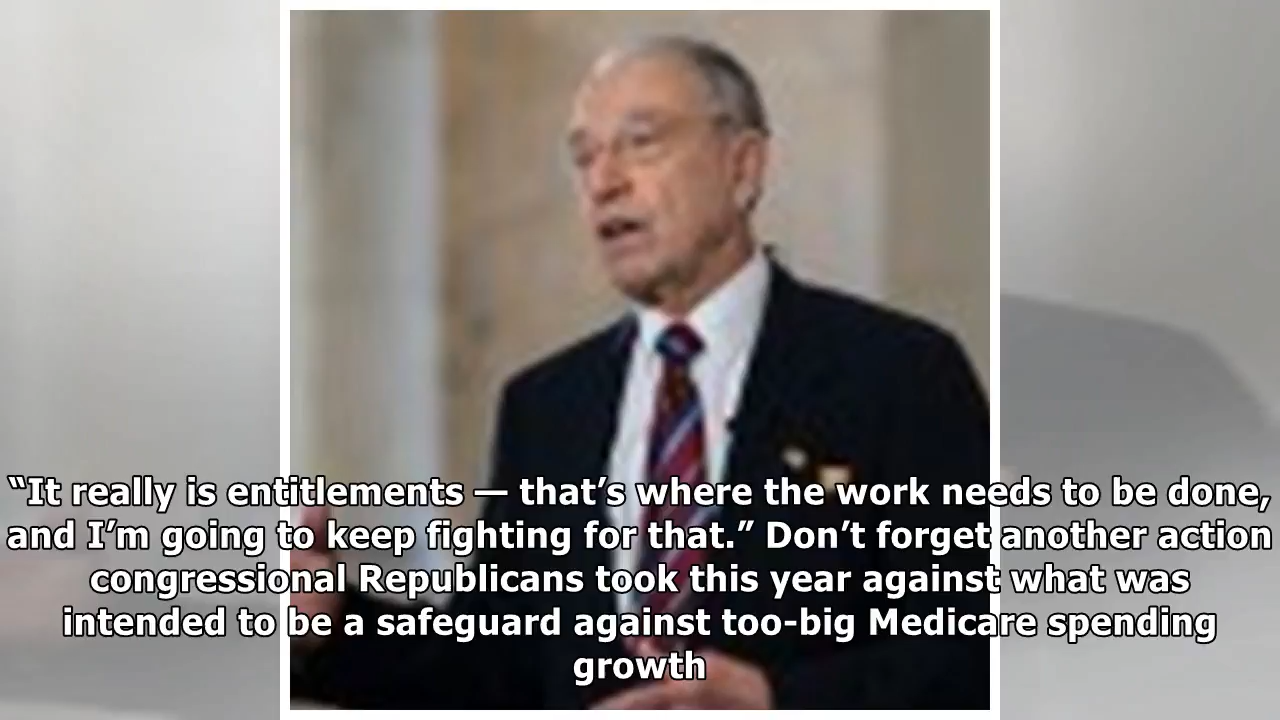 “It really is entitlements — that’s where the work needs to be done,
and I’m going to keep fighting for that.” Don’t forget another action
congressional Republicans took this year against what was
intended to be a safeguard against too-big Medicare spending
growth